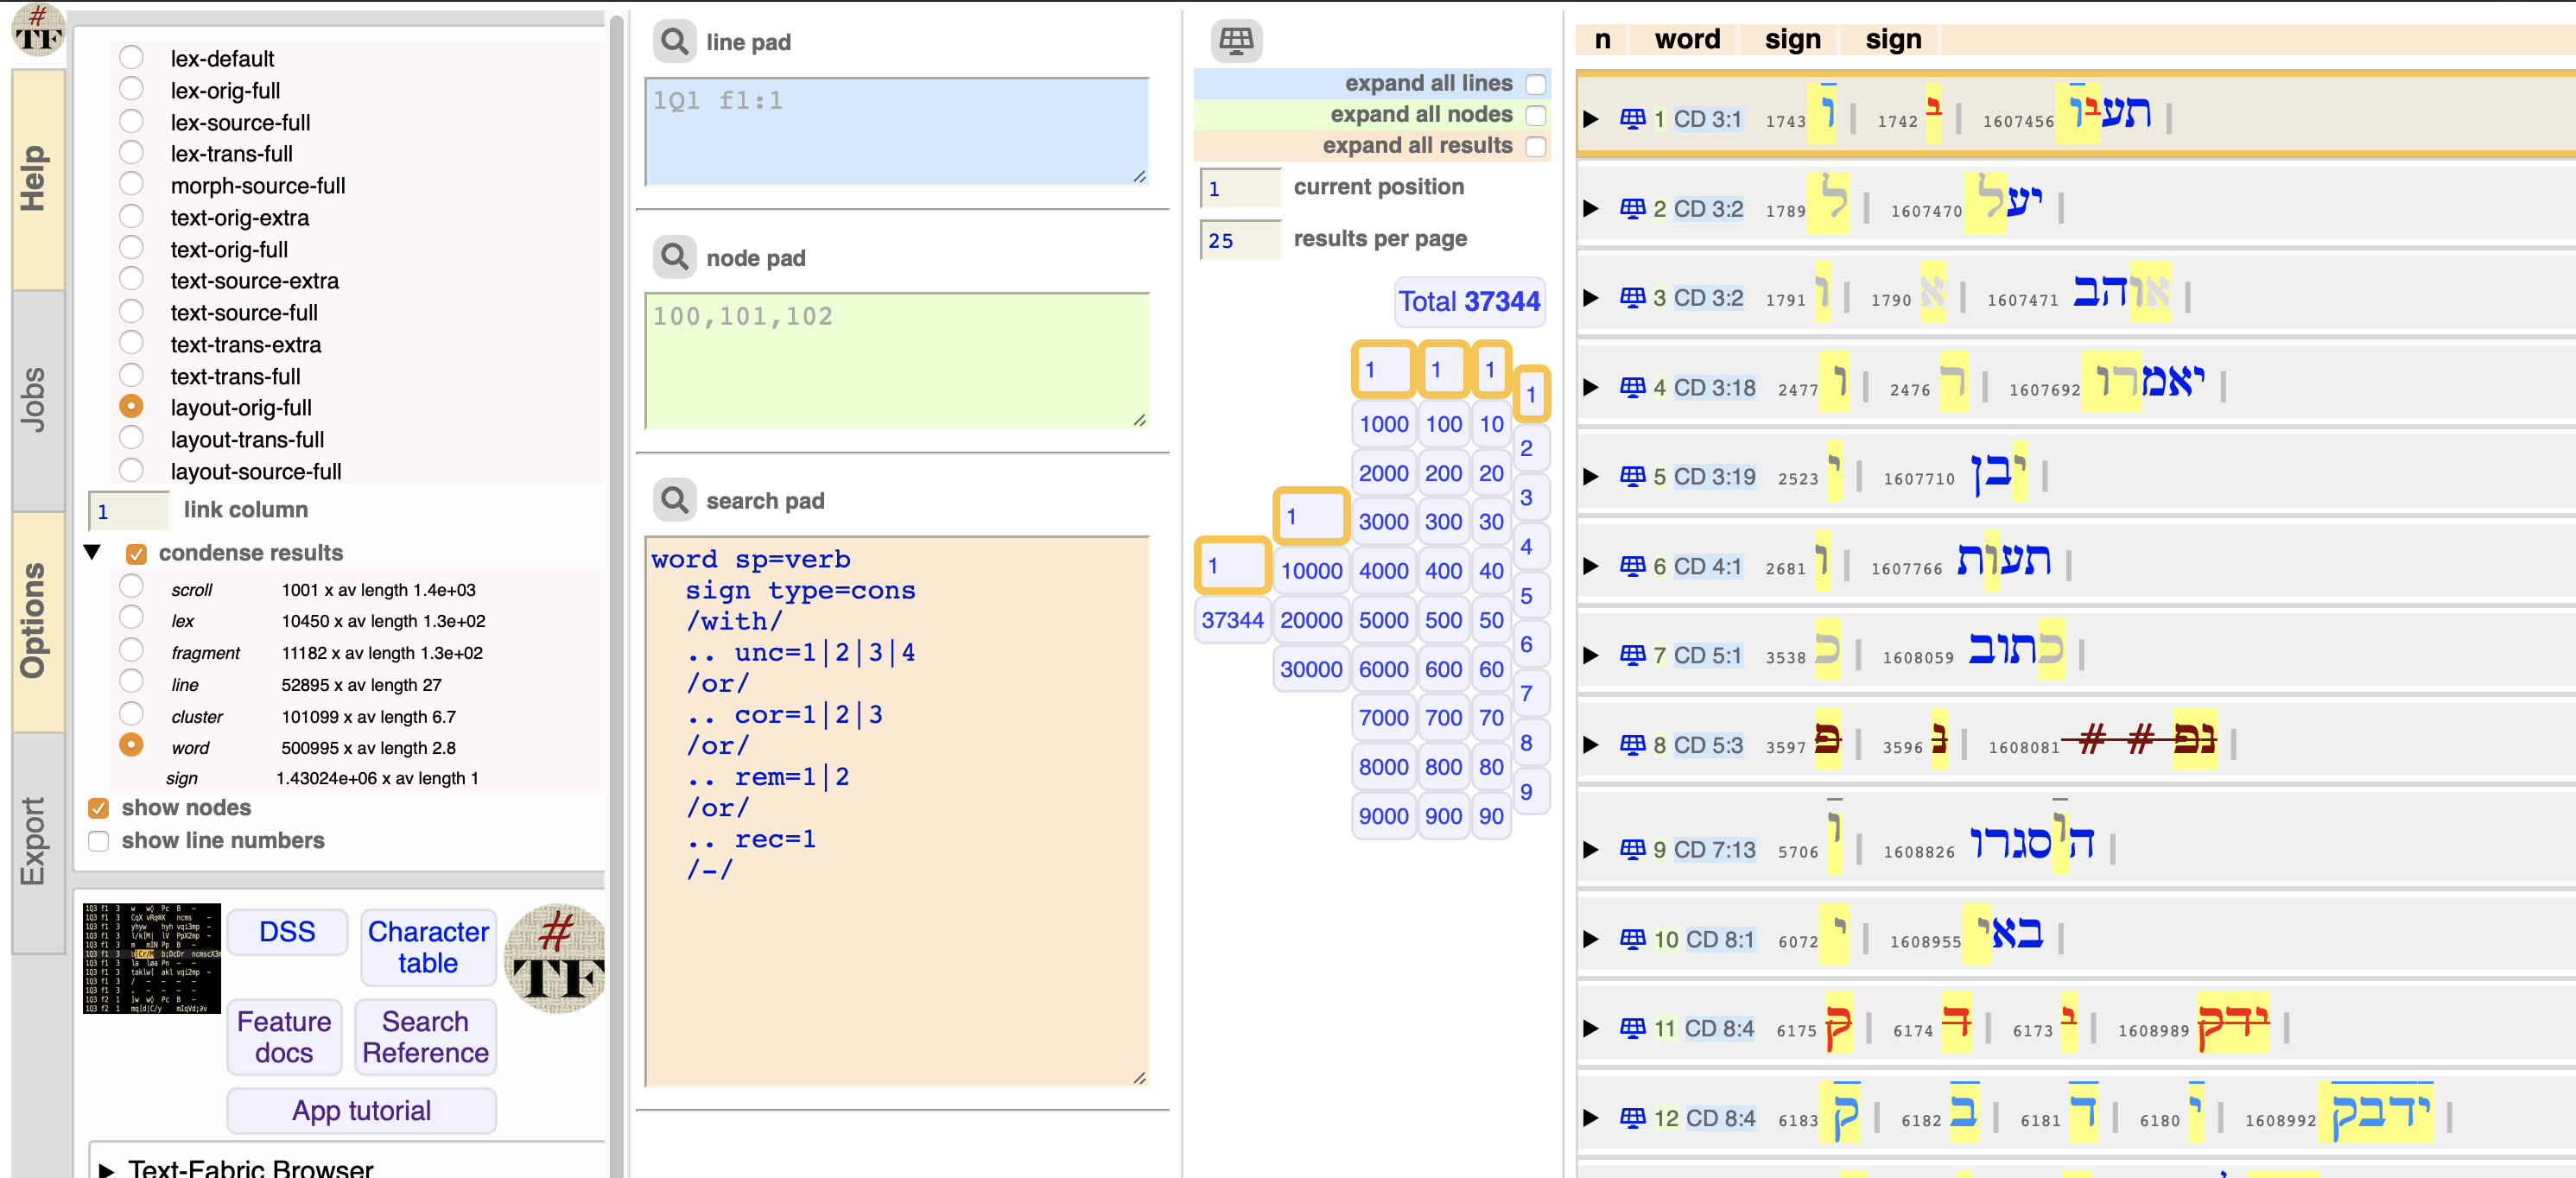 # TF
Help
Jobs
Options
Export
lex-default
lex-orig-full
lex-source-full
lex-trans-full
morph-source-full
text-orig-extra
text-orig-full
text-source-extra
text-source-full
text-trans-extra
text-trans-full
layout-orig-full
layout-trans-full
layout-source-full
1 link column
condense results
scroll 1001 x av length 1.4e+03
lex 10450 x av length 1.3e+02
fragment 11182 x av length 1.3e+02
line 52895 x av length 27
cluster 101099 x av length 6.7
word 500995 x av length 2.8
sign 1.43024e+06 x av length 1
show nodes
show line numbers
DSS
Character table
# TF
Feature docs
Search Reference
App tutorial
Text-Fabric Browser
line pad
1Q1 f1:1
node pad
100,101,102
search pad
word sp=verb
sign type=cons
/with/
.. unc=1|2|3|4
/or/
.. cor=1|2|3
/or/
.. rem=1|2
/or/
.. rec=1
/-/
expand all lines
expand all nodes
expand all results
1 current position
25 results per page
Total 37344
1 1 1 1
1000 100 10 2
2000 200 20 3
1 3000 300 30 4
1 10000 4000 400 40 5
37344 20000 5000 500 50 6
30000 6000 600 60 7
7000 700 70 8
8000 800 80 9
9000 900 90
n word sign sign
1 CD 3:1 1743 ו | 1742 ב | 1607456 תעבו |
2 CD 3:2 1789 ל | 1607470 יעל |
3 CD 3:2 1791 ו | 1790 א | 1607471 אוהב |
4 CD 3:18 2477 ו | 2476 ר | 1607692 יאמרו |
5 CD 3:19 2523 י | 1607710 יבן |
6 CD 4:1 2681 ו | 1607766 תעות |
7 CD 5:1 3538 כ | 1608059 כתוב |
8 CD 5:3 3597 פ | 3596 נ | 1608081 נפ # # |
9 CD 7:13 5706 ו | 1608826 הוסגרו |
10 CD 8:1 6072 י | 1608955 באי |
11 CD 8:4 6175 ק | 6174 ד | 6173 י | 1608989 ידק |
12 CD 8:4 6183 ק | 6182 ב | 6181 ד | 6180 י | 1608992 ידבק |